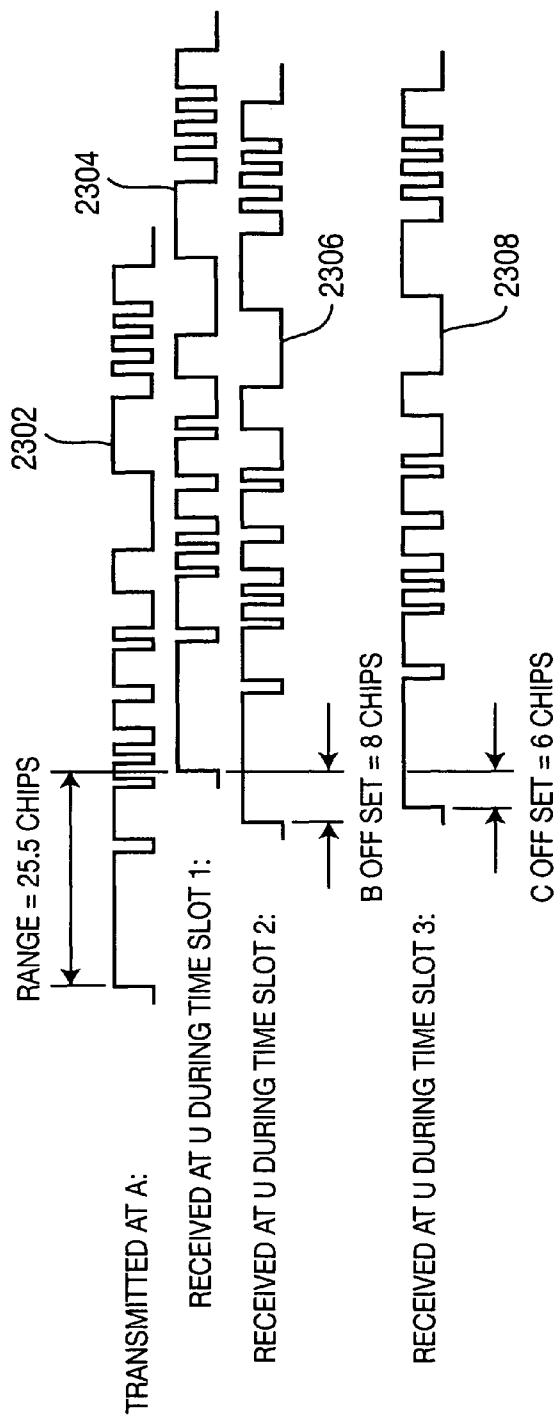 RANGE = 25.5 CHIPS
TRANSMITTED AT A:
2302
RECEIVED AT U DURING TIME SLOT 1:
2304
RECEIVED AT U DURING TIME SLOT 2:
2306
B OFF SET = 8 CHIPS
RECEIVED AT U DURING TIME SLOT 3:
2308
C OFF SET = 6 CHIPS